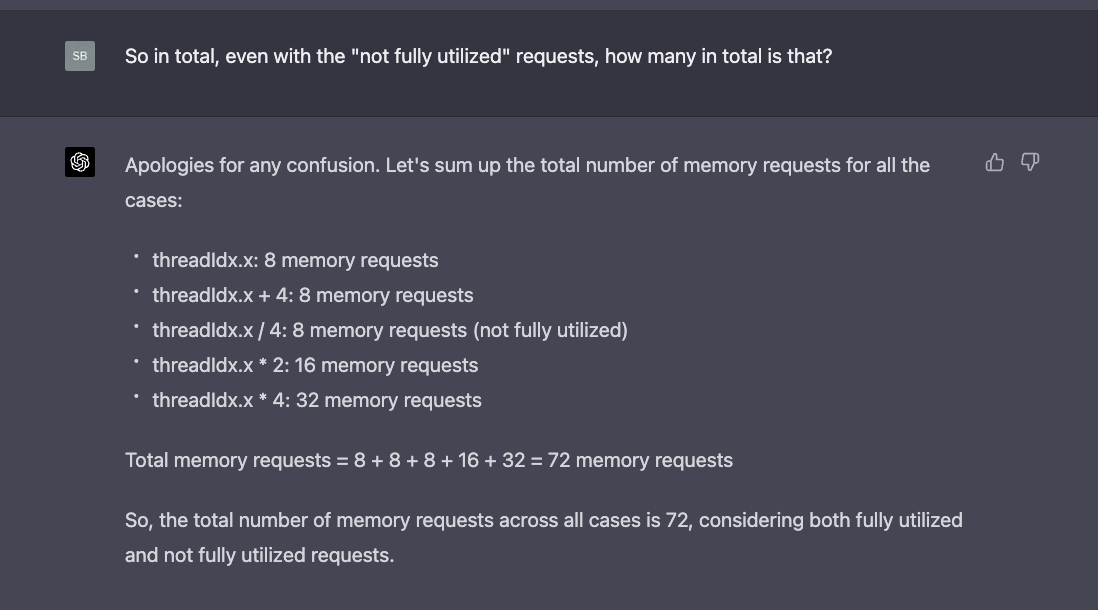 SB
So in total, even with the "not fully utilized" requests, how many in total is that?
Apologies for any confusion. Let's sum up the total number of memory requests for all the
cases:
• threadIdx.x: 8 memory requests
• threadIdx.x + 4: 8 memory requests
• threadIdx.x / 4: 8 memory requests (not fully utilized)
• threadIdx.x * 2: 16 memory requests
• threadIdx.x * 4: 32 memory requests
Total memory requests = 8 + 8 + 8 + 16 + 32 = 72 memory requests
So, the total number of memory requests across all cases is 72, considering both fully utilized
and not fully utilized requests.